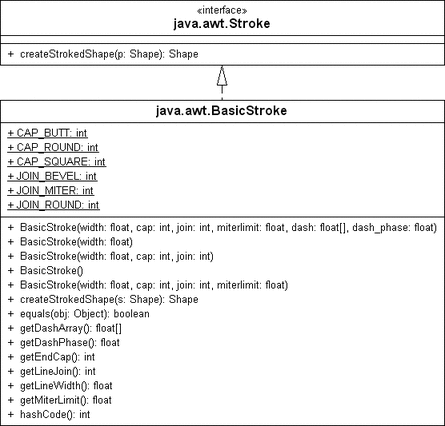 «interface»
java.awt.Stroke
+ createStrokedShape(p: Shape): Shape
java.awt.BasicStroke
+ CAP_BUTT: int
+ CAP_ROUND: int
+ CAP_SQUARE: int
+ JOIN_BEVEL: int
+ JOIN_MITER: int
+ JOIN_ROUND: int
+ BasicStroke(width: float, cap: int, join: int, miterlimit: float, dash: float[], dash_phase: float)
+ BasicStroke(width: float)
+ BasicStroke(width: float, cap: int, join: int)
+ BasicStroke()
+ BasicStroke(width: float, cap: int, join: int, miterlimit: float)
+ createStrokedShape(s: Shape): Shape
+ equals(obj: Object): boolean
+ getDashArray(): float[]
+ getDashPhase(): float
+ getEndCap(): int
+ getLineJoin(): int
+ getLineWidth(): float
+ getMiterLimit(): float
+ hashCode(): int